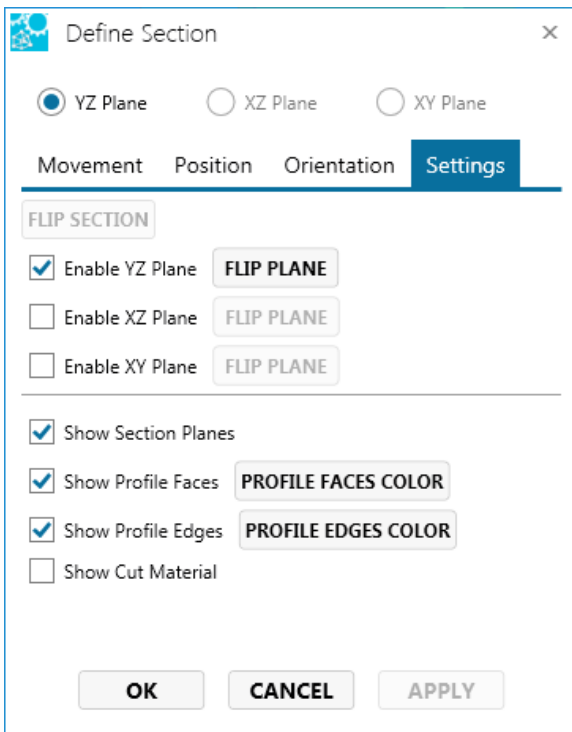 Define Section
YZ Plane XZ Plane XY Plane
Movement Position Orientation Settings
FLIP SECTION
Enable YZ Plane FLIP PLANE
Enable XZ Plane FLIP PLANE
Enable XY Plane FLIP PLANE
Show Section Planes
Show Profile Faces PROFILE FACES COLOR
Show Profile Edges PROFILE EDGES COLOR
Show Cut Material
OK CANCEL APPLY